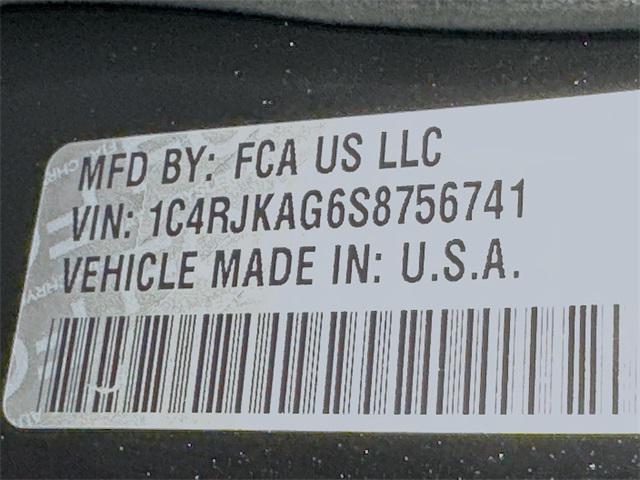 MFD BY: FCA US LLC
VIN: 1C4RJKAG6S8756741
VEHICLE MADE IN: U.S.A.